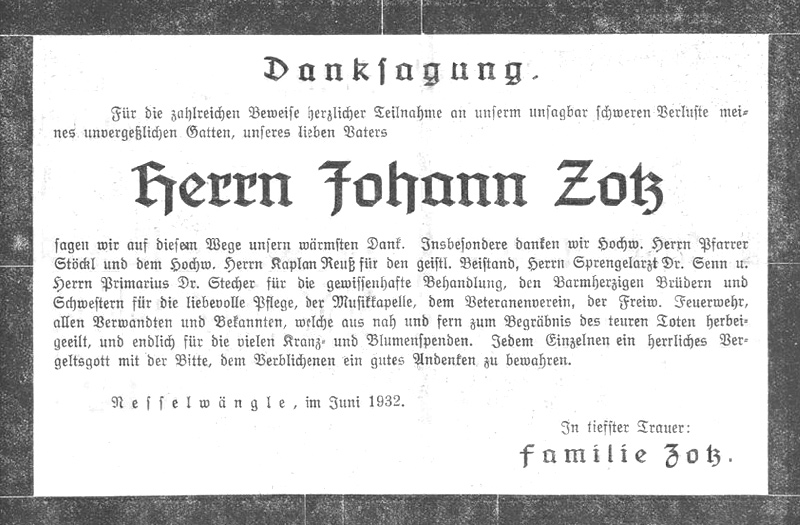 Danksagung.
Für die zahlreichen Beweise herzlicher Teilnahme an unserm unsagbar schweren Verluste mei-
nes unvergeßlichen Gatten, unseres lieben Vaters
Herrn Johann Zotz
sagen wir auf diesem Wege unsern wärmsten Dank. Insbesondere danken wir Hochw. Herrn Pfarrer
Stöckl und dem Hochw. Herrn Kaplan Reuß für den geistl. Beistand, Herrn Sprengelarzt Dr. Senn u.
Herrn Primarius Dr. Stecher für die gewissenhafte Behandlung, den Barmherzigen Brüdern und
Schwestern für die liebevolle Pflege, der Musikkapelle, dem Veteranenverein, der Freiw. Feuerwehr,
allen Verwandten und Bekannten, welche aus nah und fern zum Begräbnis des teuren Toten herbei-
geeilt, und endlich für die vielen Kranz- und Blumenspenden. Jedem Einzelnen ein herrliches Ver-
geltsgott mit der Bitte, dem Verblichenen ein gutes Andenken zu bewahren.
Nesselwängle, im Juni 1932.
In tiefster Trauer:
Familie Zotz.